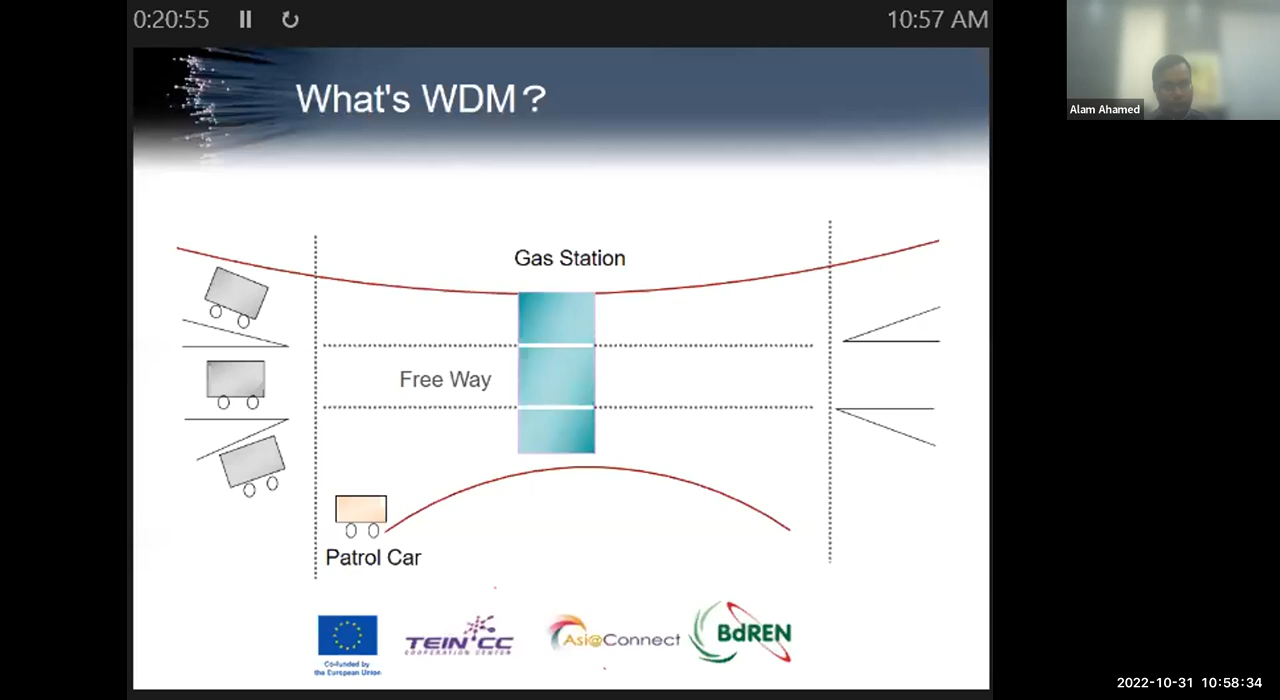 0:20:55
10:57 AM
What's WDM?
Alam Ahamed
Gas Station
Free Way
Patrol Car
Co-funded by
the European Union
TEIN*CC
COOPERATION CENTER
Asi@Connect
BdREN
2022-10-31 10:58:34